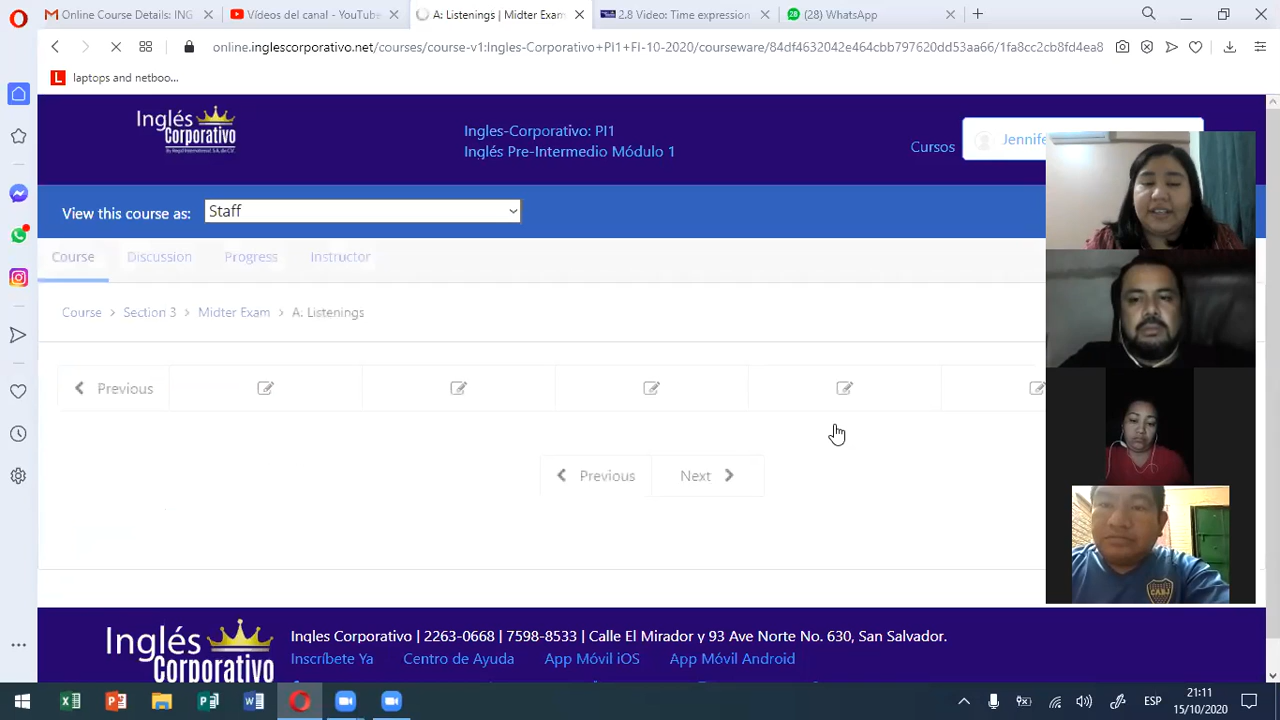 Online Course Details: ING
Vídeos del canal - YouTube
A: Listenings | Midter Exam
2.8 Video: Time expression
(28) WhatsApp
online.inglescorporativo.net/courses/course-v1:Ingles-Corporativo+PI1+FI-10-2020/courseware/84df4632042e464cbb797620dd53aa66/1fa8cc2cb8fd4ea8
L laptops and netboo...
Inglés
Corporativo
Ingles-Corporativo: PI1
Inglés Pre-Intermedio Módulo 1
Cursos
Jennife
View this course as:
Staff
Course
Discussion
Progress
Instructor
Course > Section 3 > Midter Exam > A. Listenings
Previous
Previous
Next
Inglés
Corporativo
Ingles Corporativo | 2263-0668 | 7598-8533 | Calle El Mirador y 93 Ave Norte No. 630, San Salvador.
Inscríbete Ya
Centro de Ayuda
App Móvil iOS
App Móvil Android
CABJ
ESP
21:11
15/10/2020